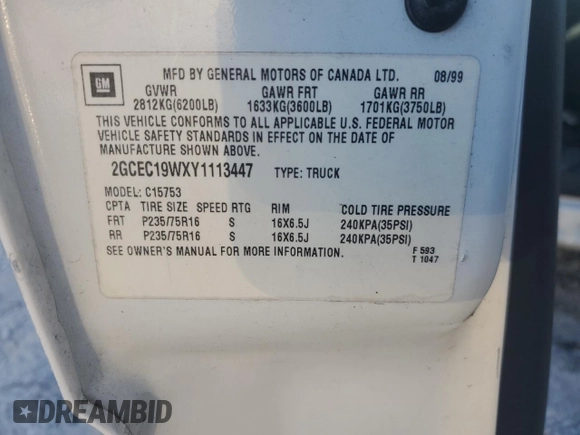 MFD BY GENERAL MOTORS OF CANADA LTD. 08/99
GM
GVWR GAWR FRT GAWR RR
2812KG(6200LB) 1633KG(3600LB) 1701KG(3750LB)
THIS VEHICLE CONFORMS TO ALL APPLICABLE U.S. FEDERAL MOTOR
VEHICLE SAFETY STANDARDS IN EFFECT ON THE DATE OF
MANUFACTURE SHOWN ABOVE.
2GCEC19WXY1113447 TYPE: TRUCK
MODEL: C15753
CPTA TIRE SIZE SPEED RTG RIM COLD TIRE PRESSURE
FRT P235/75R16 S 16X6.5J 240KPA(35PSI)
RR P235/75R16 S 16X6.5J 240KPA(35PSI)
SEE OWNER'S MANUAL FOR MORE INFORMATION. F 593
T 1047
DREAMBID